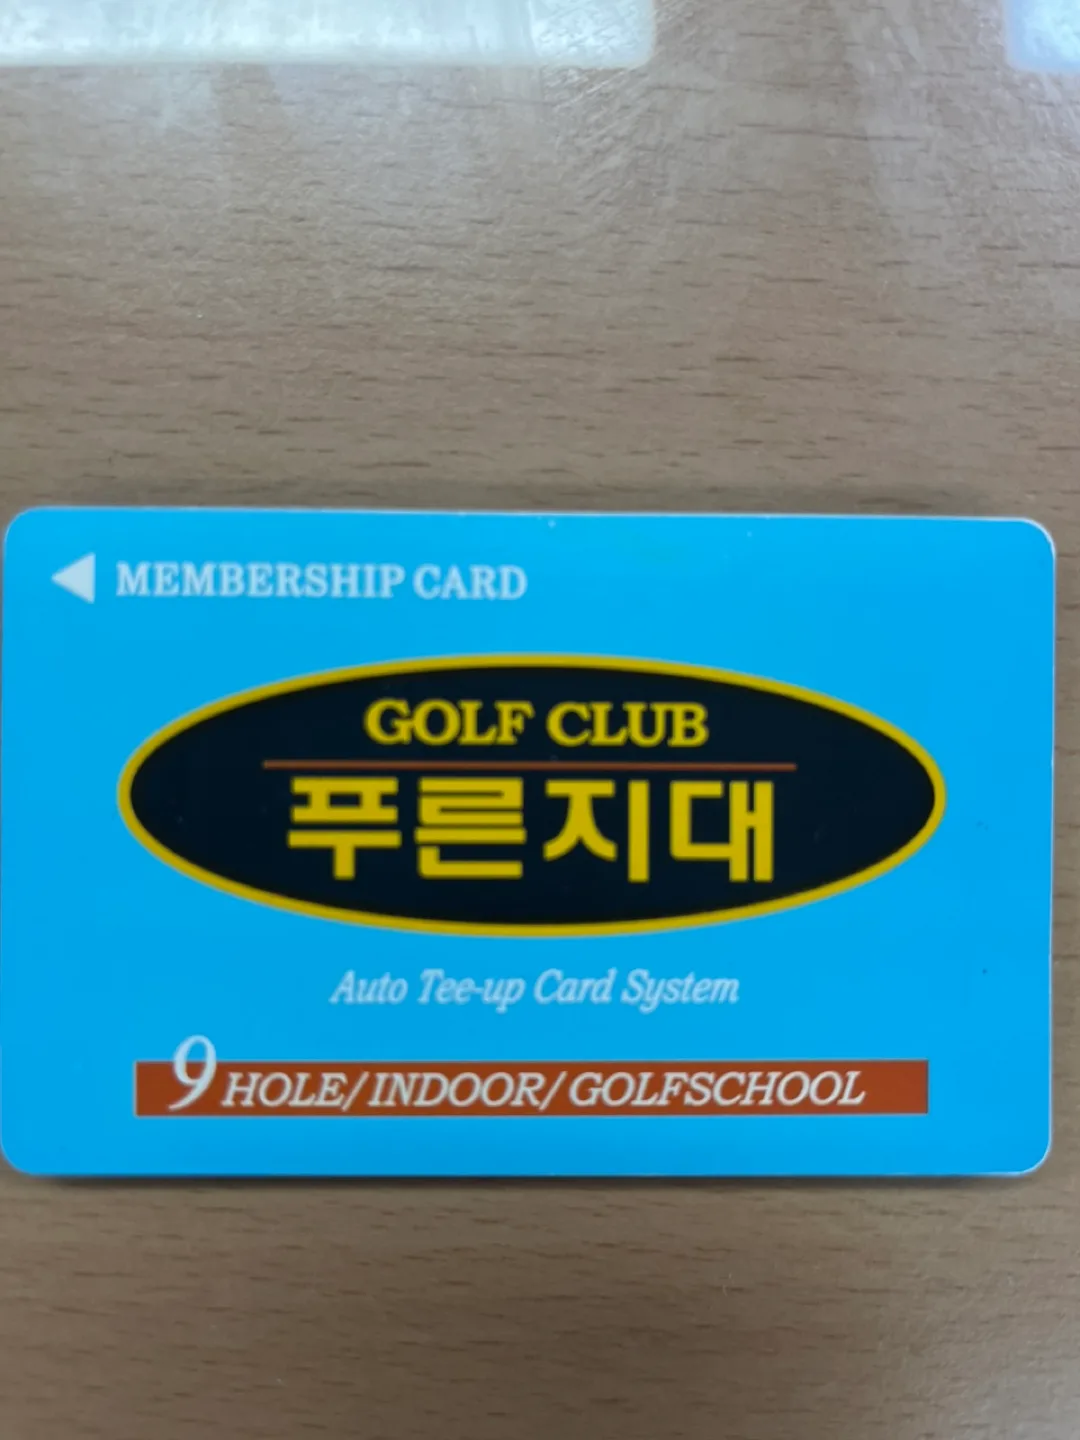 MEMBERSHIP CARD
GOLF CLUB
푸른지대
Auto Tee-up Card System
9 HOLE/INDOOR/GOLFSCHOOL